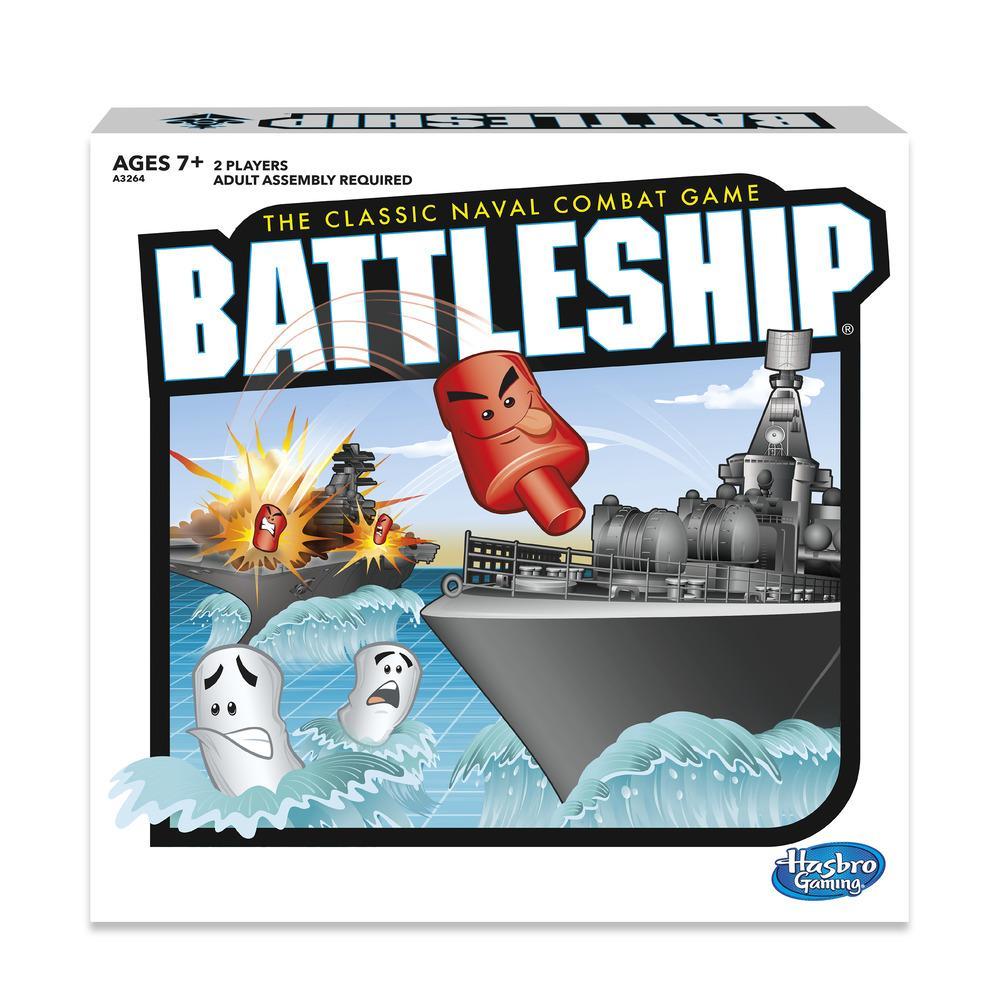 BATTLESHIP
AGES 7+
A3264
2 PLAYERS
ADULT ASSEMBLY REQUIRED
THE CLASSIC NAVAL COMBAT GAME
BATTLESHIP®
Hasbro
Gaming